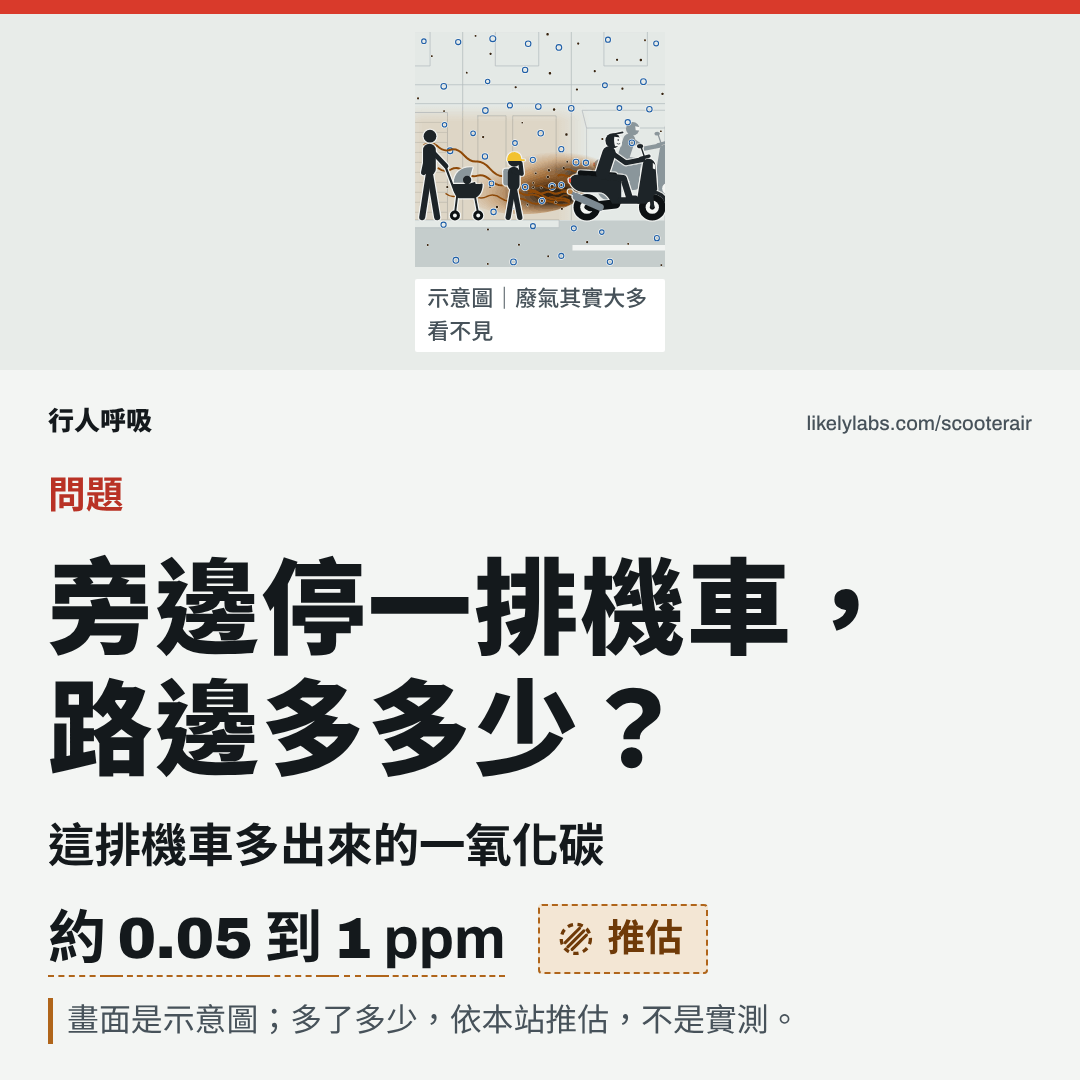 示意圖｜廢氣其實大多
看不見
行人呼吸
likelylabs.com/scooterair
問題
旁邊停一排機車，
路邊多多少？
這排機車多出來的一氧化碳
約 0.05 到 1 ppm
推估
畫面是示意圖；多了多少，依本站推估，不是實測。